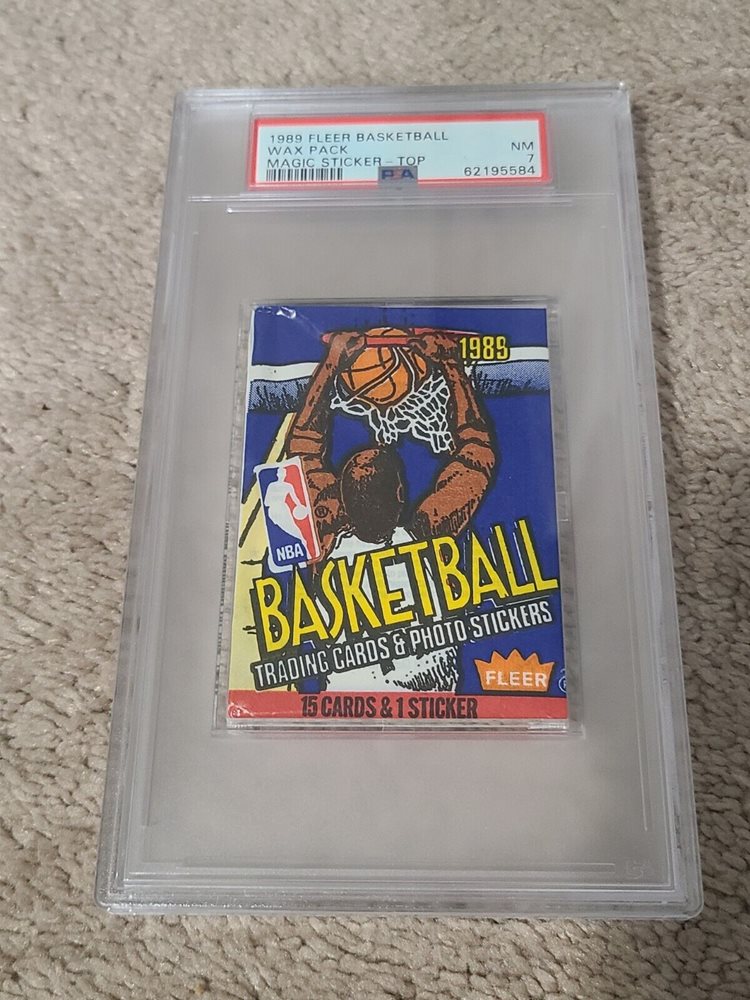 1989 FLEER BASKETBALL NM
WAX PACK 7
MAGIC STICKER - TOP
PSA 62195584
1989
NBA
®
BASKETBALL
TRADING CARDS & PHOTO STICKERS
FLEER
15 CARDS & 1 STICKER